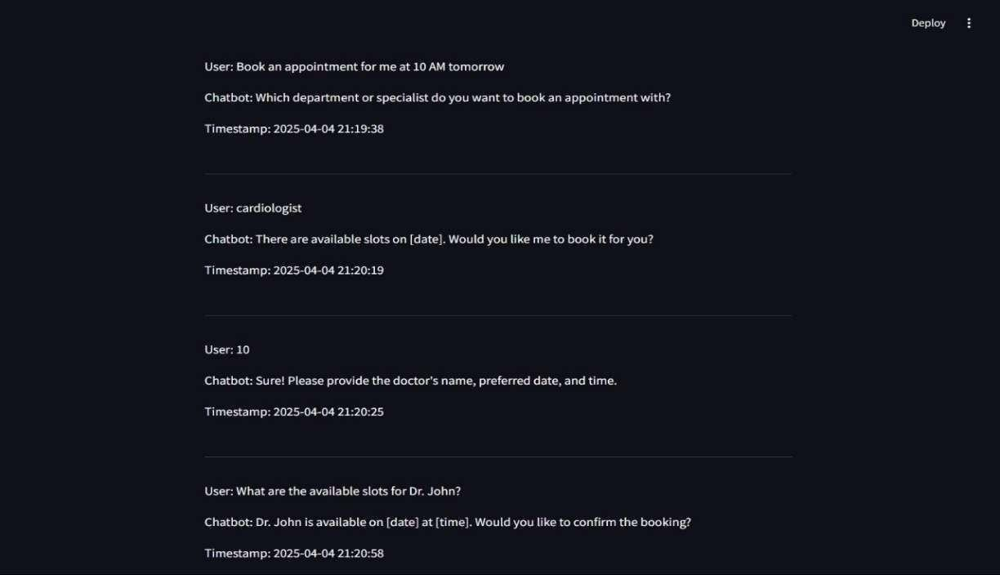 Deploy
User: Book an appointment for me at 10 AM tomorrow
Chatbot: Which department or specialist do you want to book an appointment with?
Timestamp: 2025-04-04 21:19:38
User: cardiologist
Chatbot: There are available slots on [date]. Would you like me to book it for you?
Timestamp: 2025-04-04 21:20:19
User: 10
Chatbot: Sure! Please provide the doctor's name, preferred date, and time.
Timestamp: 2025-04-04 21:20:25
User: What are the available slots for Dr. John?
Chatbot: Dr. John is available on [date] at [time]. Would you like to confirm the booking?
Timestamp: 2025-04-04 21:20:58